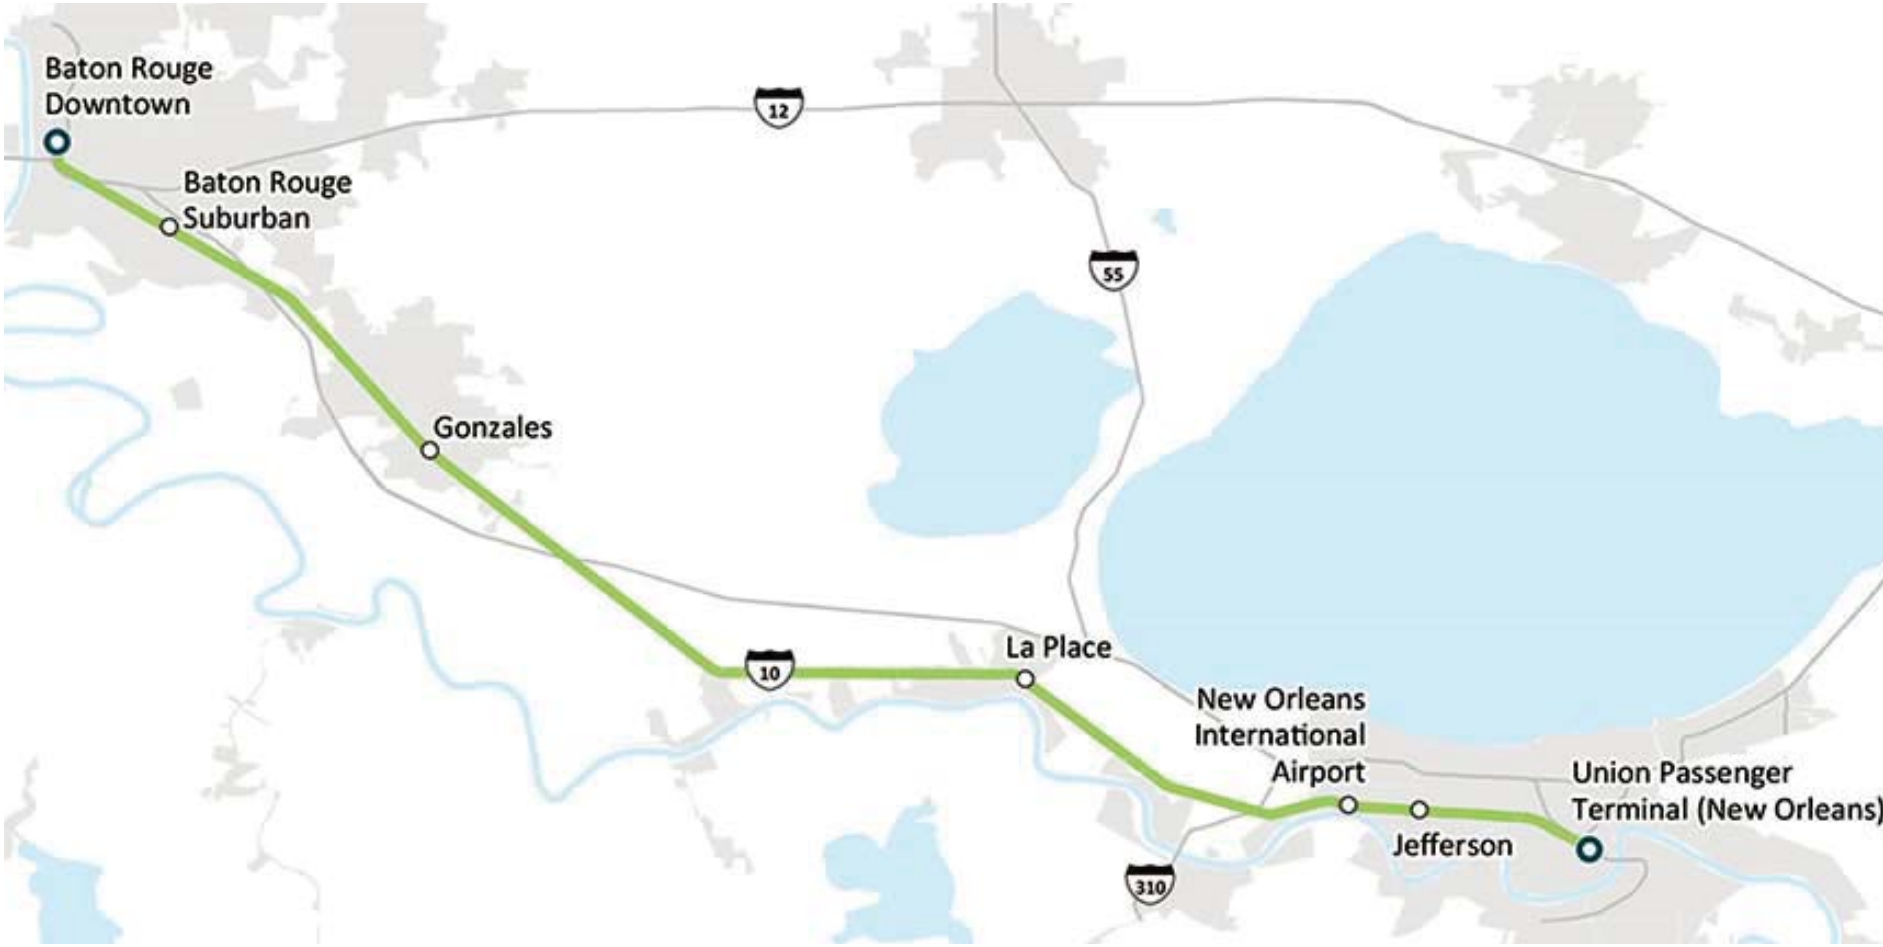 Baton Rouge
Downtown
12
Baton Rouge
Suburban
55
Gonzales
La Place
10
New Orleans
International
Airport
Union Passenger
Terminal (New Orleans)
Jefferson
310